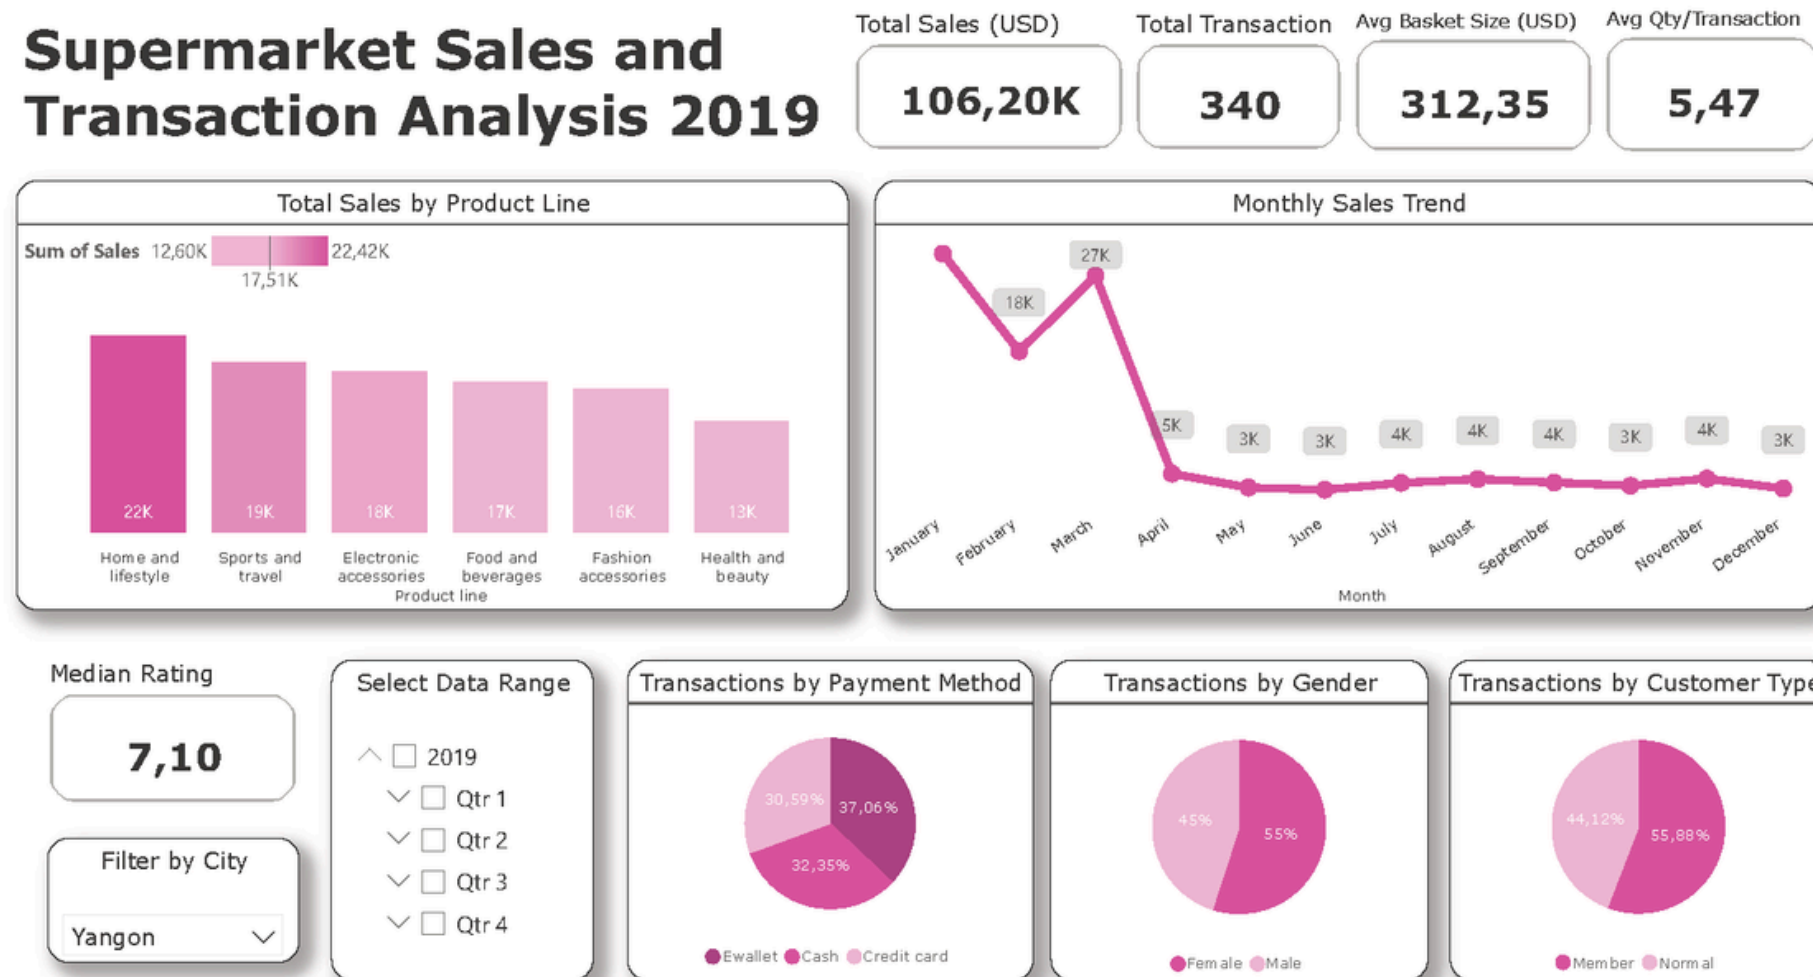 Supermarket Sales and
Transaction Analysis 2019
Total Sales (USD)
106,20K
Total Transaction
340
Avg Basket Size (USD)
312,35
Avg Qty/Transaction
5,47
Total Sales by Product Line
Sum of Sales 12,60K 22,42K
17,51K
22K 19K 18K 17K 16K 13K
Home and lifestyle
Sports and travel
Electronic accessories
Food and beverages
Fashion accessories
Health and beauty
Product line
Monthly Sales Trend
18K 27K 5K 3K 3K 4K 4K 4K 3K 4K 3K
January February March April May June July August September October November December
Month
Median Rating
7,10
Filter by City
Yangon
Select Data Range
2019
Qtr 1
Qtr 2
Qtr 3
Qtr 4
Transactions by Payment Method
30,59% 37,06%
32,35%
Ewallet Cash Credit card
Transactions by Gender
45% 55%
Female Male
Transactions by Customer Type
44,12% 55,88%
Member Normal